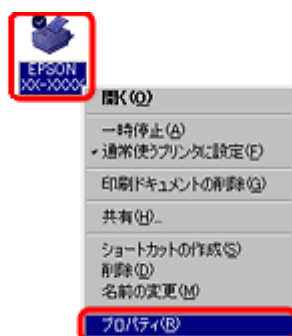 EPSON
XX-XXXX
開く(O)
一時停止(A)
通常使うプリンタに設定(F)
印刷ドキュメントの削除(G)
共有(H)...
ショートカットの作成(S)
削除(D)
名前の変更(M)
プロパティ(R)